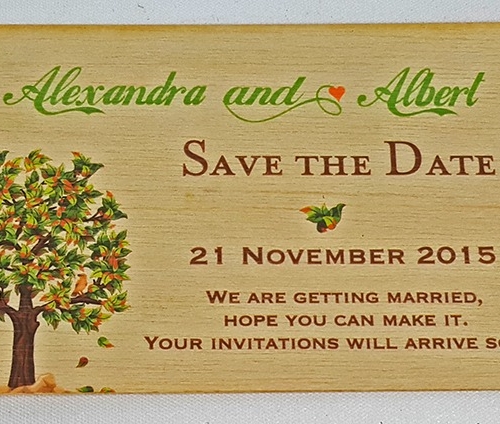 Alexandra and Albert
Save the Date
21 November 2015
We are getting married,
hope you can make it.
Your invitations will arrive